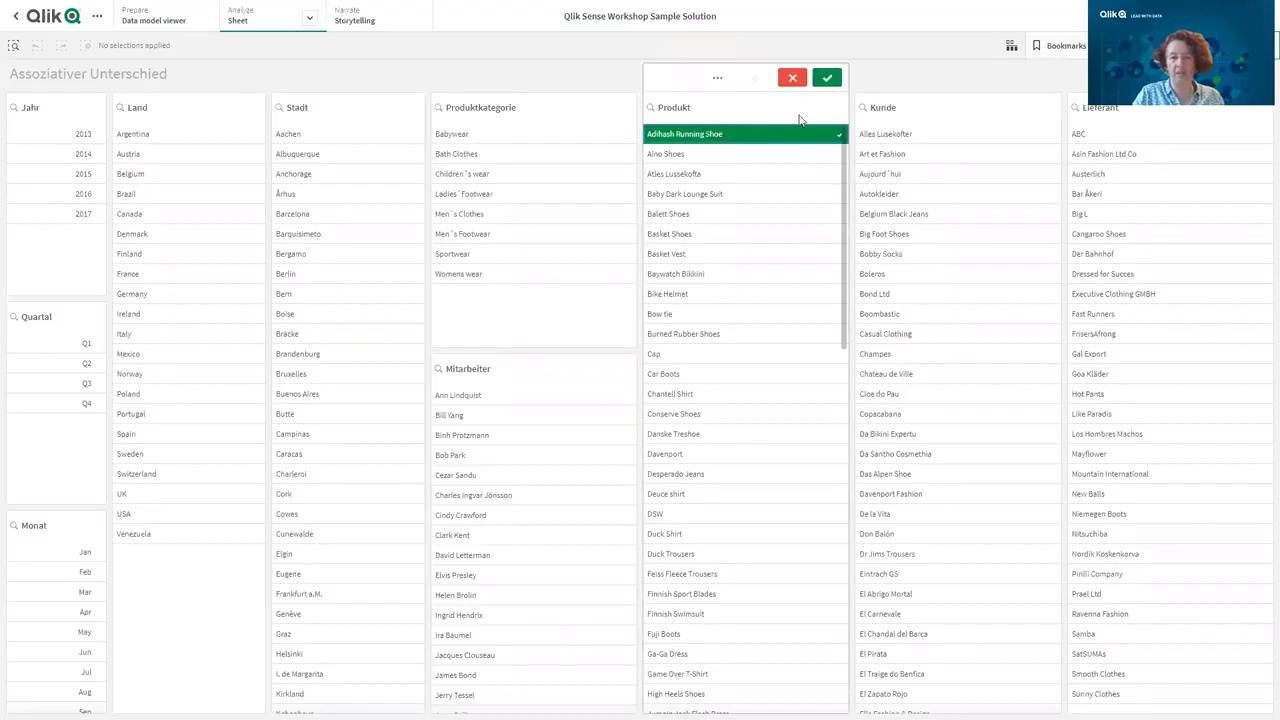 Qlik
Prepare
Data model viewer
Analyze
Sheet
Narrate
Storytelling
Qlik Sense Workshop Sample Solution
Qlik LEAD WITH DATA
No selections applied
Bookmarks
Assoziativer Unterschied
Jahr
2013
2014
2015
2016
2017
Quartal
Q1
Q2
Q3
Q4
Monat
Jan
Feb
Mar
Apr
May
Jun
Jul
Aug
Sep
Land
Argentina
Austria
Belgium
Brazil
Canada
Denmark
Finland
France
Germany
Ireland
Italy
Mexico
Norway
Poland
Portugal
Spain
Sweden
Switzerland
UK
USA
Venezuela
Stadt
Aachen
Albuquerque
Anchorage
Århus
Barcelona
Barquisimeto
Bergamo
Berlin
Bern
Boise
Bräcke
Brandenburg
Bruxelles
Buenos Aires
Butte
Campinas
Caracas
Charleroi
Cork
Cowes
Cunewalde
Elgin
Eugene
Frankfurt a.M.
Genève
Graz
Helsinki
I. de Margarita
Kirkland
Produktkategorie
Babywear
Bath Clothes
Children´s wear
Ladies´Footwear
Men´s Clothes
Men´s Footwear
Sportwear
Womens wear
Mitarbeiter
Ann Lindquist
Bill Yang
Binh Protzmann
Bob Park
Cezar Sandu
Charles Ingvar Jönsson
Cindy Crawford
Clark Kent
David Letterman
Elvis Presley
Helen Brolin
Ingrid Hendrix
Ira Baumel
Jacques Clouseau
James Bond
Jerry Tessel
Produkt
Adihash Running Shoe
Aino Shoes
Atles Lussekofta
Baby Dark Lounge Suit
Balett Shoes
Basket Shoes
Basket Vest
Baywatch Bikkini
Bike Helmet
Bow tie
Burned Rubber Shoes
Cap
Car Boots
Chantell Shirt
Conserve Shoes
Danske Treshoe
Davenport
Desperado Jeans
Deuce shirt
DSW
Duck Shirt
Duck Trousers
Feiss Fleece Trousers
Finnish Sport Blades
Finnish Swimsuit
Fuji Boots
Ga-Ga Dress
Game Over T-Shirt
High Heels Shoes
Kunde
Alles Lusekofter
Art et Fashion
Aujourd´hui
Autokleider
Belgium Black Jeans
Big Foot Shoes
Bobby Socks
Boleros
Bond Ltd
Boombastic
Casual Clothing
Champes
Chateau de Ville
Cloe do Pau
Copacabana
Da Bikini Expertu
Da Santho Cosmethia
Das Alpen Shoe
Davenport Fashion
De la Vita
Don Balón
Dr Jims Trousers
Eintrach GS
El Abrigo Mortal
El Carnevale
El Chandal del Barca
El Pirata
El Traige do Benfica
El Zapato Rojo
Lieferant
ABC
Asin Fashion Ltd Co
Austerlich
Bar Åkeri
Big L
Cangaroo Shoes
Der Bahnhof
Dressed for Succes
Executive Clothing GMBH
Fast Runners
FrisersAfrong
Gal Export
Goa Kläder
Hot Pants
Like Paradis
Los Hombres Machos
Mayflower
Mountain International
New Balls
Niemegen Boots
Nitsuchiba
Nordik Koskenkorva
Pirilli Company
Prael Ltd
Ravenna Fashion
Samba
SatSUMAs
Smooth Clothes
Sunny Clothes